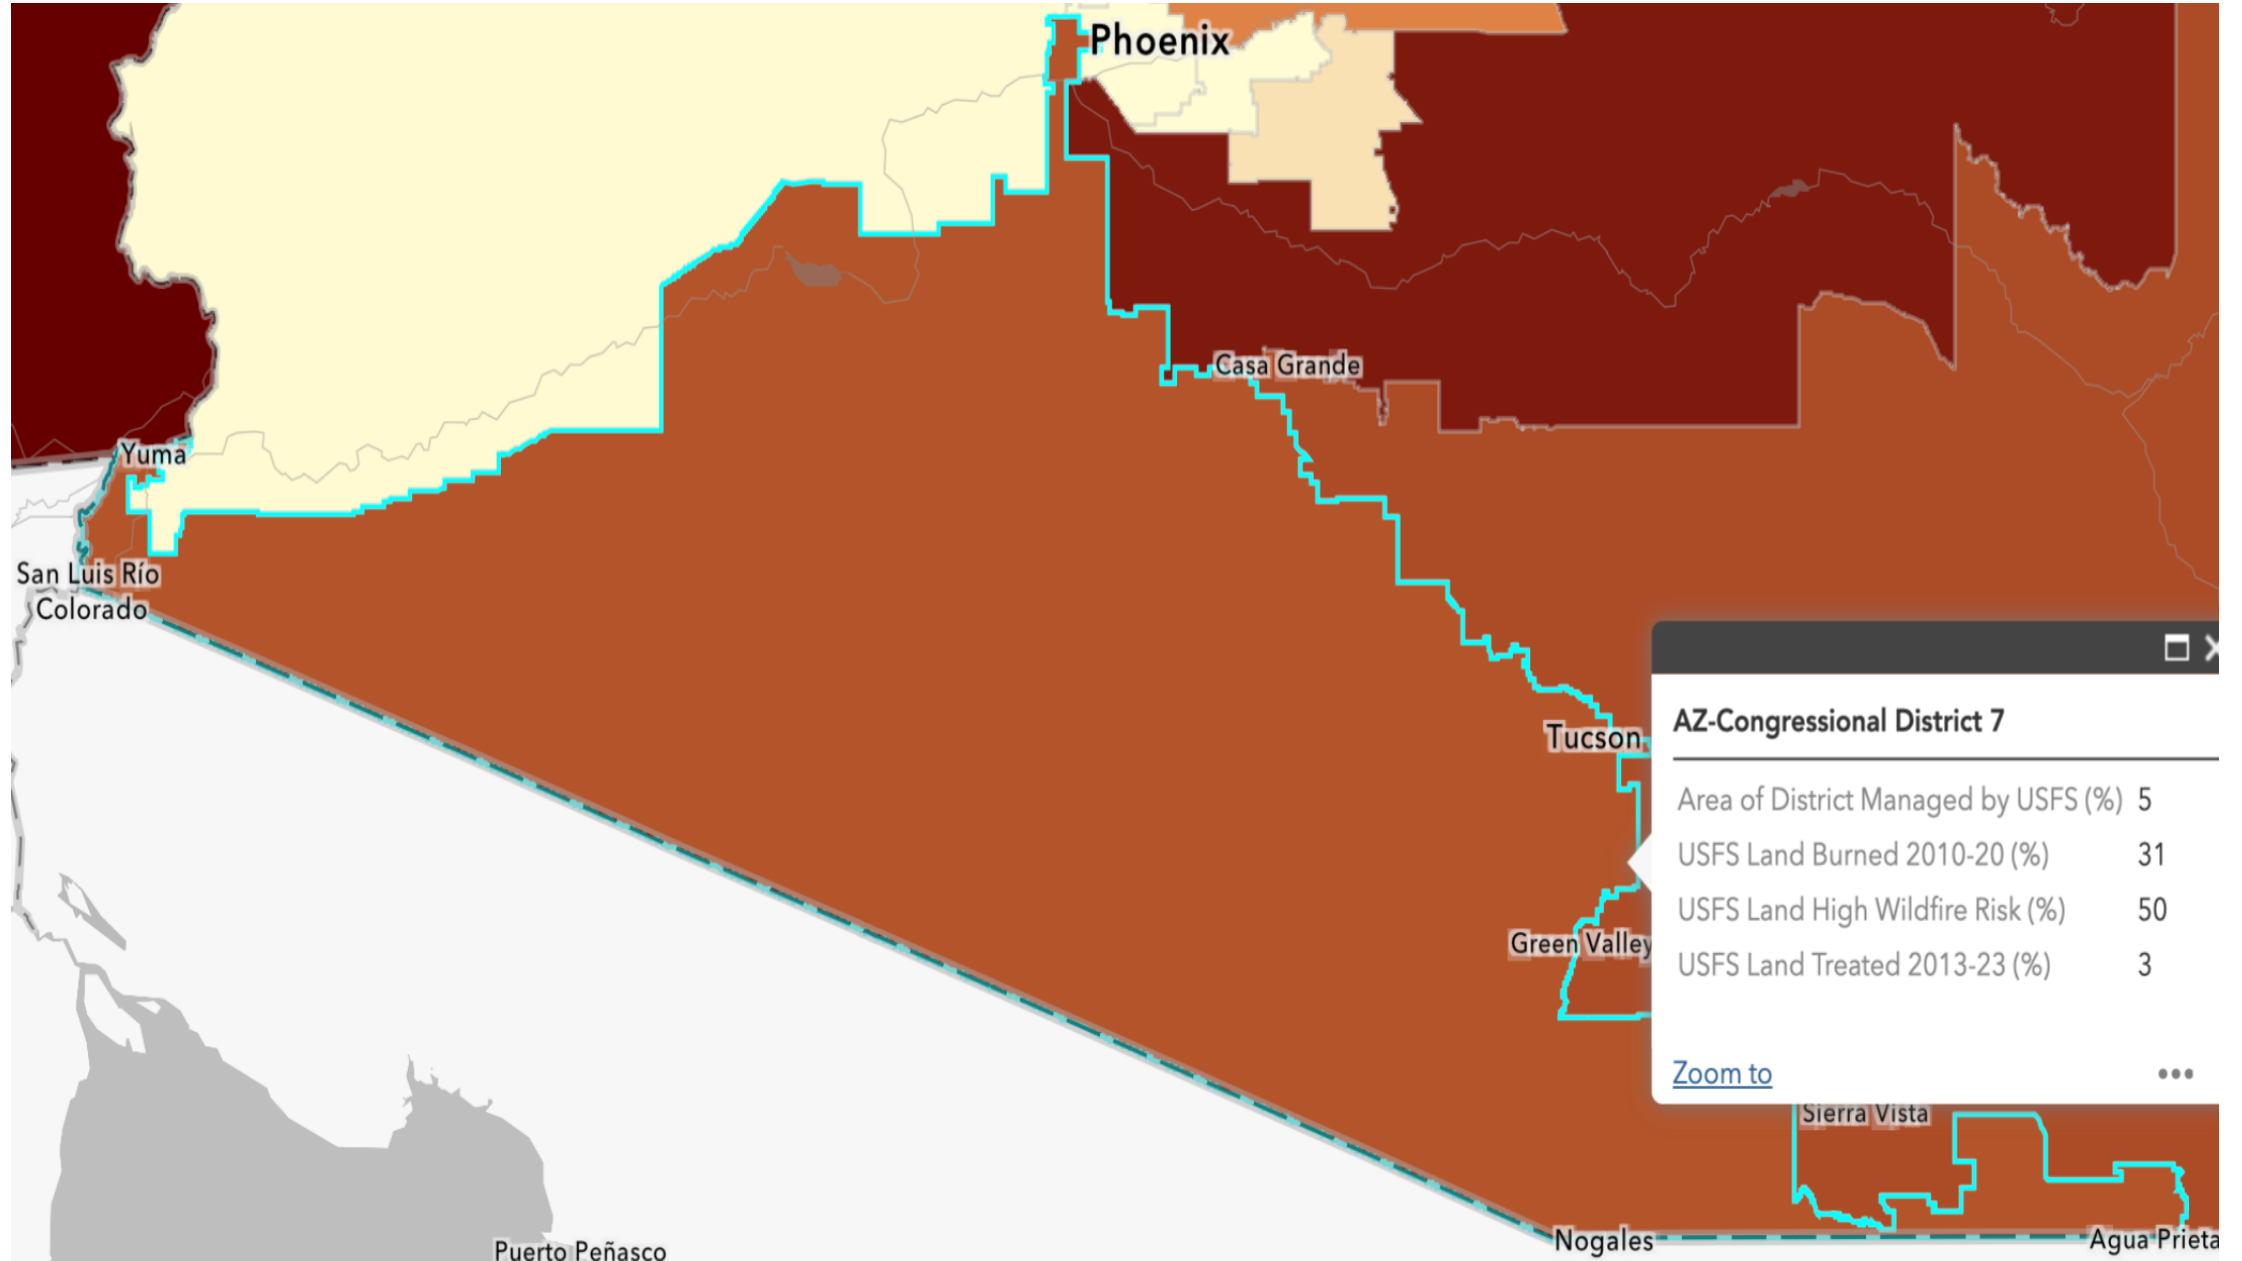 Phoenix
Casa Grande
Yuma
San Luis Río
Colorado
AZ-Congressional District 7
Tucson
Area of District Managed by USFS (%) 5
USFS Land Burned 2010-20 (%) 31
USFS Land High Wildfire Risk (%) 50
Green Valley
USFS Land Treated 2013-23 (%) 3
Zoom to
Sierra Vista
Nogales
Agua Prieta
Puerto Peñasco